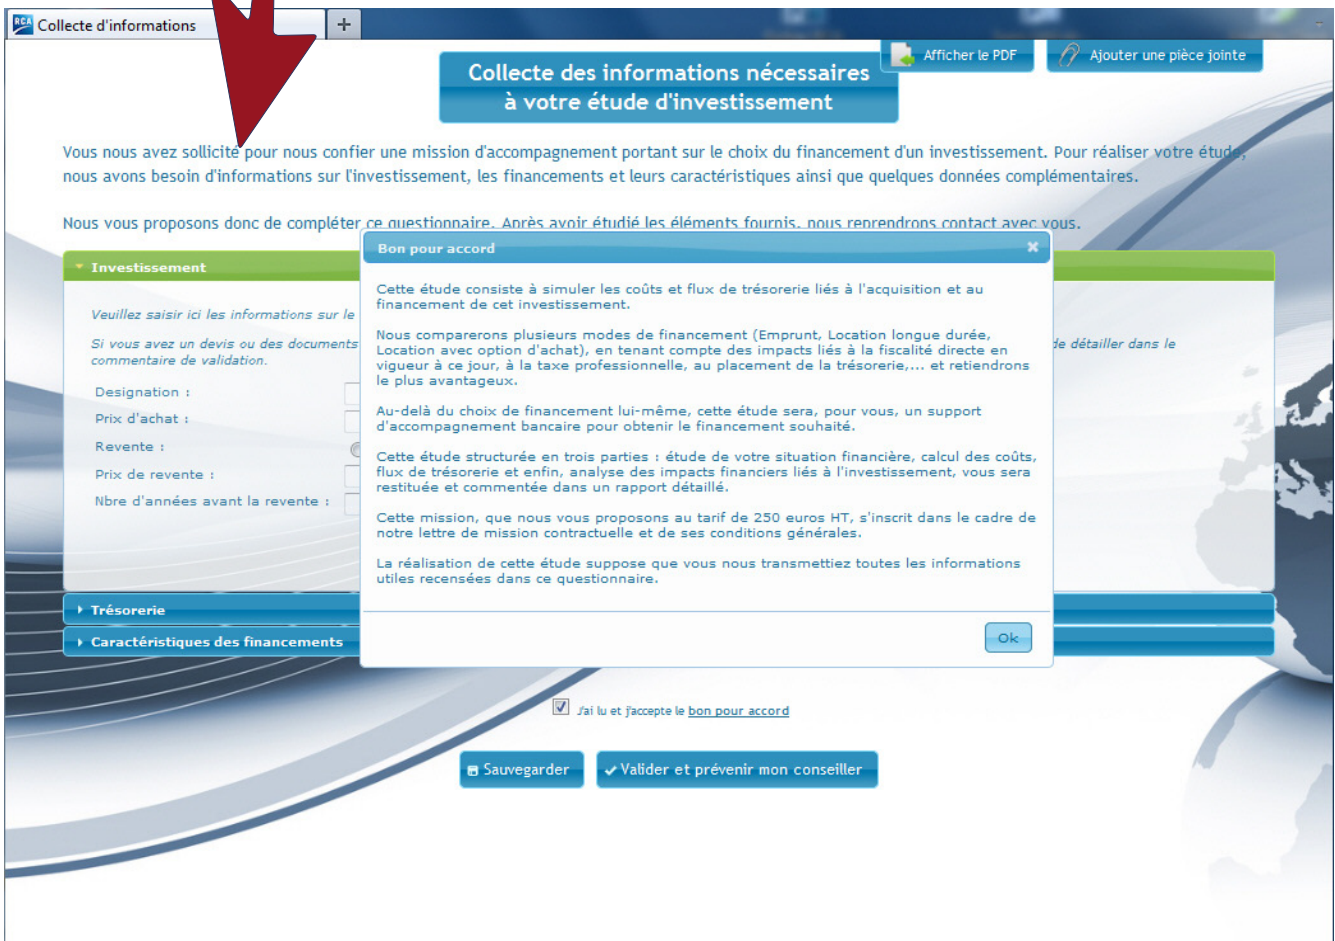 RCA Collecte d'informations +
Afficher le PDF
Ajouter une pièce jointe
Collecte des informations nécessaires
à votre étude d'investissement
Vous nous avez sollicité pour nous confier une mission d'accompagnement portant sur le choix du financement d'un investissement. Pour réaliser votre étude,
nous avons besoin d'informations sur l'investissement, les financements et leurs caractéristiques ainsi que quelques données complémentaires.
Nous vous proposons donc de compléter ce questionnaire. Après avoir étudié les éléments fournis, nous reprendrons contact avec vous.
Investissement
Veuillez saisir ici les informations sur le
Si vous avez un devis ou des documents
de détailler dans le
commentaire de validation.
Designation :
Prix d'achat :
Revente :
Prix de revente :
Nbre d'années avant la revente :
Bon pour accord
Cette étude consiste à simuler les coûts et flux de trésorerie liés à l'acquisition et au
financement de cet investissement.
Nous comparerons plusieurs modes de financement (Emprunt, Location longue durée,
Location avec option d'achat), en tenant compte des impacts liés à la fiscalité directe en
vigueur à ce jour, à la taxe professionnelle, au placement de la trésorerie,... et retiendrons
le plus avantageux.
Au-delà du choix de financement lui-même, cette étude sera, pour vous, un support
d'accompagnement bancaire pour obtenir le financement souhaité.
Cette étude structurée en trois parties : étude de votre situation financière, calcul des coûts,
flux de trésorerie et enfin, analyse des impacts financiers liés à l'investissement, vous sera
restituée et commentée dans un rapport détaillé.
Cette mission, que nous vous proposons au tarif de 250 euros HT, s'inscrit dans le cadre de
notre lettre de mission contractuelle et de ses conditions générales.
La réalisation de cette étude suppose que vous nous transmettiez toutes les informations
utiles recensées dans ce questionnaire.
Ok
Trésorerie
Caractéristiques des financements
J'ai lu et j'accepte le bon pour accord
Sauvegarder
Valider et prévenir mon conseiller